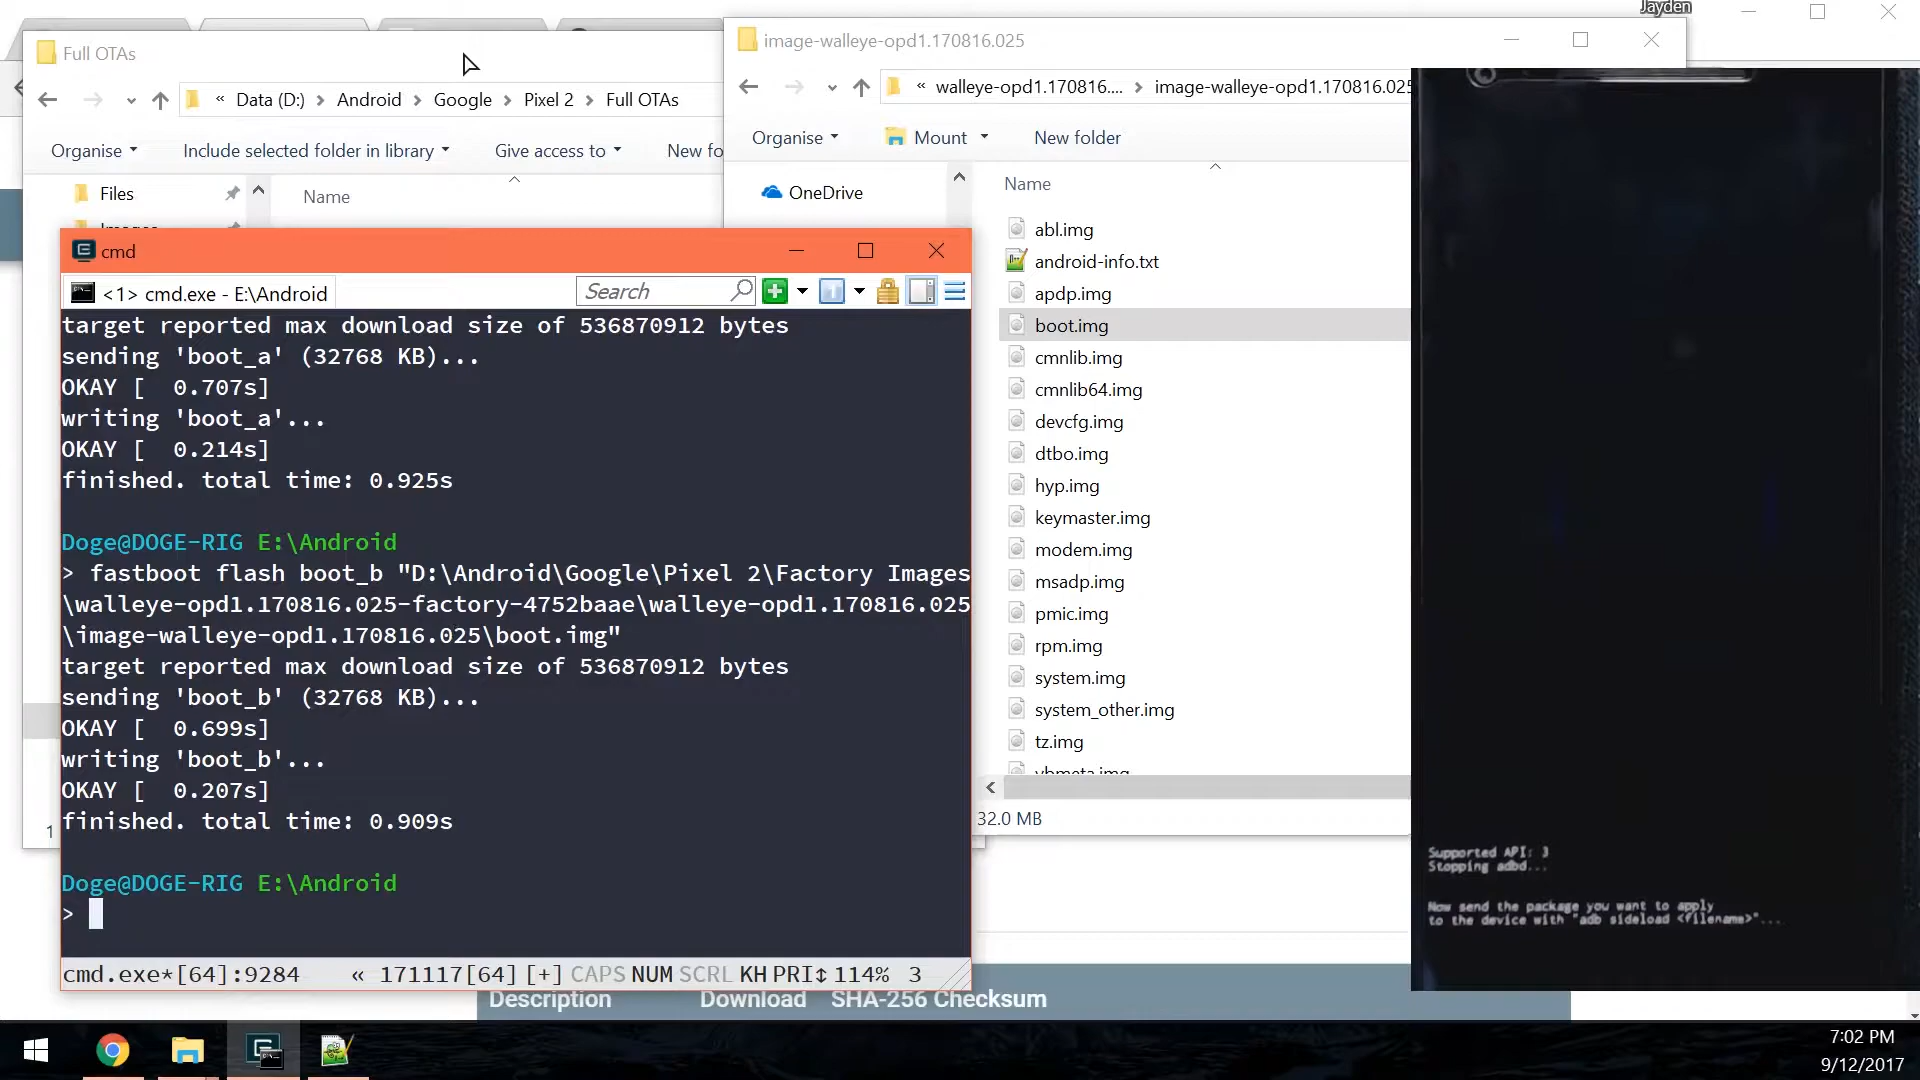 Jayden
Full OTAs
« Data (D:) > Android > Google > Pixel 2 > Full OTAs
Organise
Include selected folder in library
Give access to
New fo
Files
Name
image-walleye-opd1.170816.025
« walleye-opd1.170816.... > image-walleye-opd1.170816.025
Organise
Mount
New folder
OneDrive
Name
abl.img
android-info.txt
apdp.img
boot.img
cmnlib.img
cmnlib64.img
devcfg.img
dtbo.img
hyp.img
keymaster.img
modem.img
msadp.img
pmic.img
rpm.img
system.img
system_other.img
tz.img
vbmeta.img
32.0 MB
1
cmd
<1> cmd.exe - E:\Android
Search
target reported max download size of 536870912 bytes
sending 'boot_a' (32768 KB)...
OKAY [  0.707s]
writing 'boot_a'...
OKAY [  0.214s]
finished. total time: 0.925s
Doge@DOGE-RIG E:\Android
> fastboot flash boot_b "D:\Android\Google\Pixel 2\Factory Images
\walleye-opd1.170816.025-factory-4752baae\walleye-opd1.170816.025
\image-walleye-opd1.170816.025\boot.img"
target reported max download size of 536870912 bytes
sending 'boot_b' (32768 KB)...
OKAY [  0.699s]
writing 'boot_b'...
OKAY [  0.207s]
finished. total time: 0.909s
Doge@DOGE-RIG E:\Android
>
cmd.exe*[64]:9284 « 171117[64] [+] CAPS NUM SCRL KH PRI↕ 114% 3
Supported API: 3
Stopping adbd...
Now send the package you want to apply
to the device with "adb sideload <filename>"...
Description Download SHA-256 Checksum
7:02 PM
9/12/2017